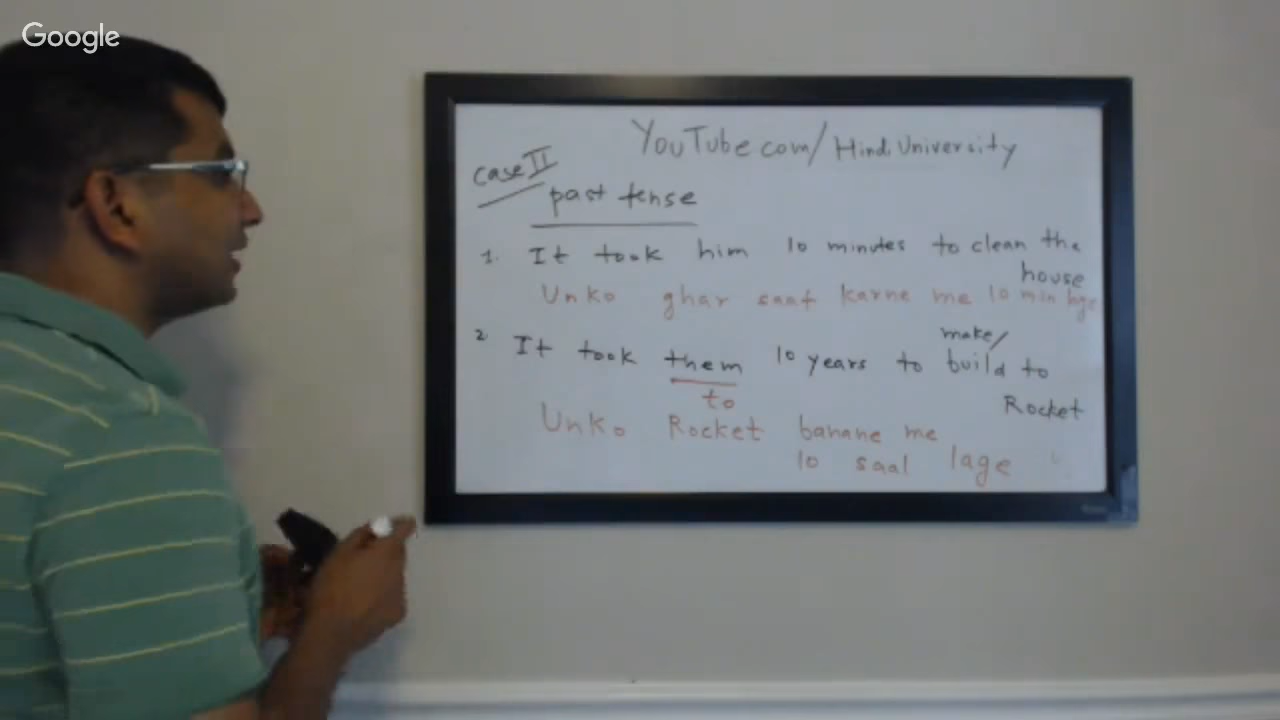 Google
YouTube.com/HindiUniversity
Case II
past tense
1. It took him 10 minutes to clean the
house
Unko ghar saaf karne me 10 min lage
make/
2 It took them 10 years to build to
Rocket
to
Unko Rocket banane me
10 saal lage